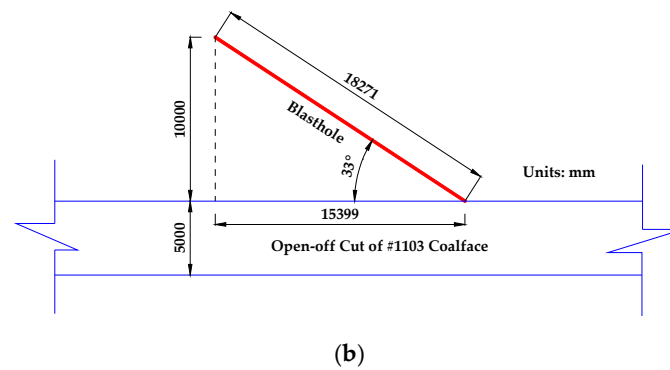 18271
10000
Blasthole
33°
Units: mm
15399
5000
Open-off Cut of #1103 Coalface
(b)